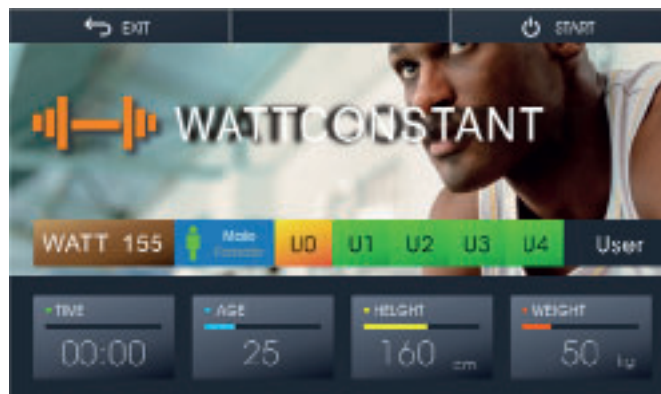 EXIT START
WATTCONSTANT
WATT 155 Male Female U0 U1 U2 U3 U4 User
TIME AGE HELGHT WEIGHT
00:00 25 160 cm 50 kg